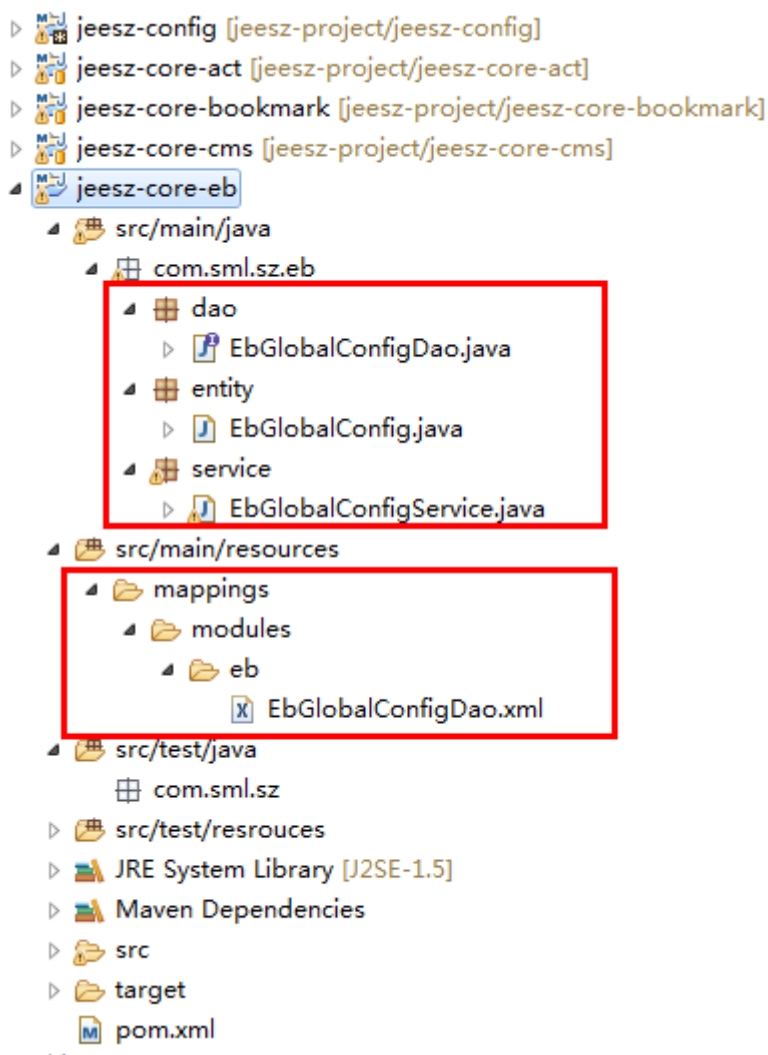 jeesz-config [jeesz-project/jeesz-config]
jeesz-core-act [jeesz-project/jeesz-core-act]
jeesz-core-bookmark [jeesz-project/jeesz-core-bookmark]
jeesz-core-cms [jeesz-project/jeesz-core-cms]
jeesz-core-eb
src/main/java
com.sml.sz.eb
dao
EbGlobalConfigDao.java
entity
EbGlobalConfig.java
service
EbGlobalConfigService.java
src/main/resources
mappings
modules
eb
EbGlobalConfigDao.xml
src/test/java
com.sml.sz
src/test/resrouces
JRE System Library [J2SE-1.5]
Maven Dependencies
src
target
pom.xml